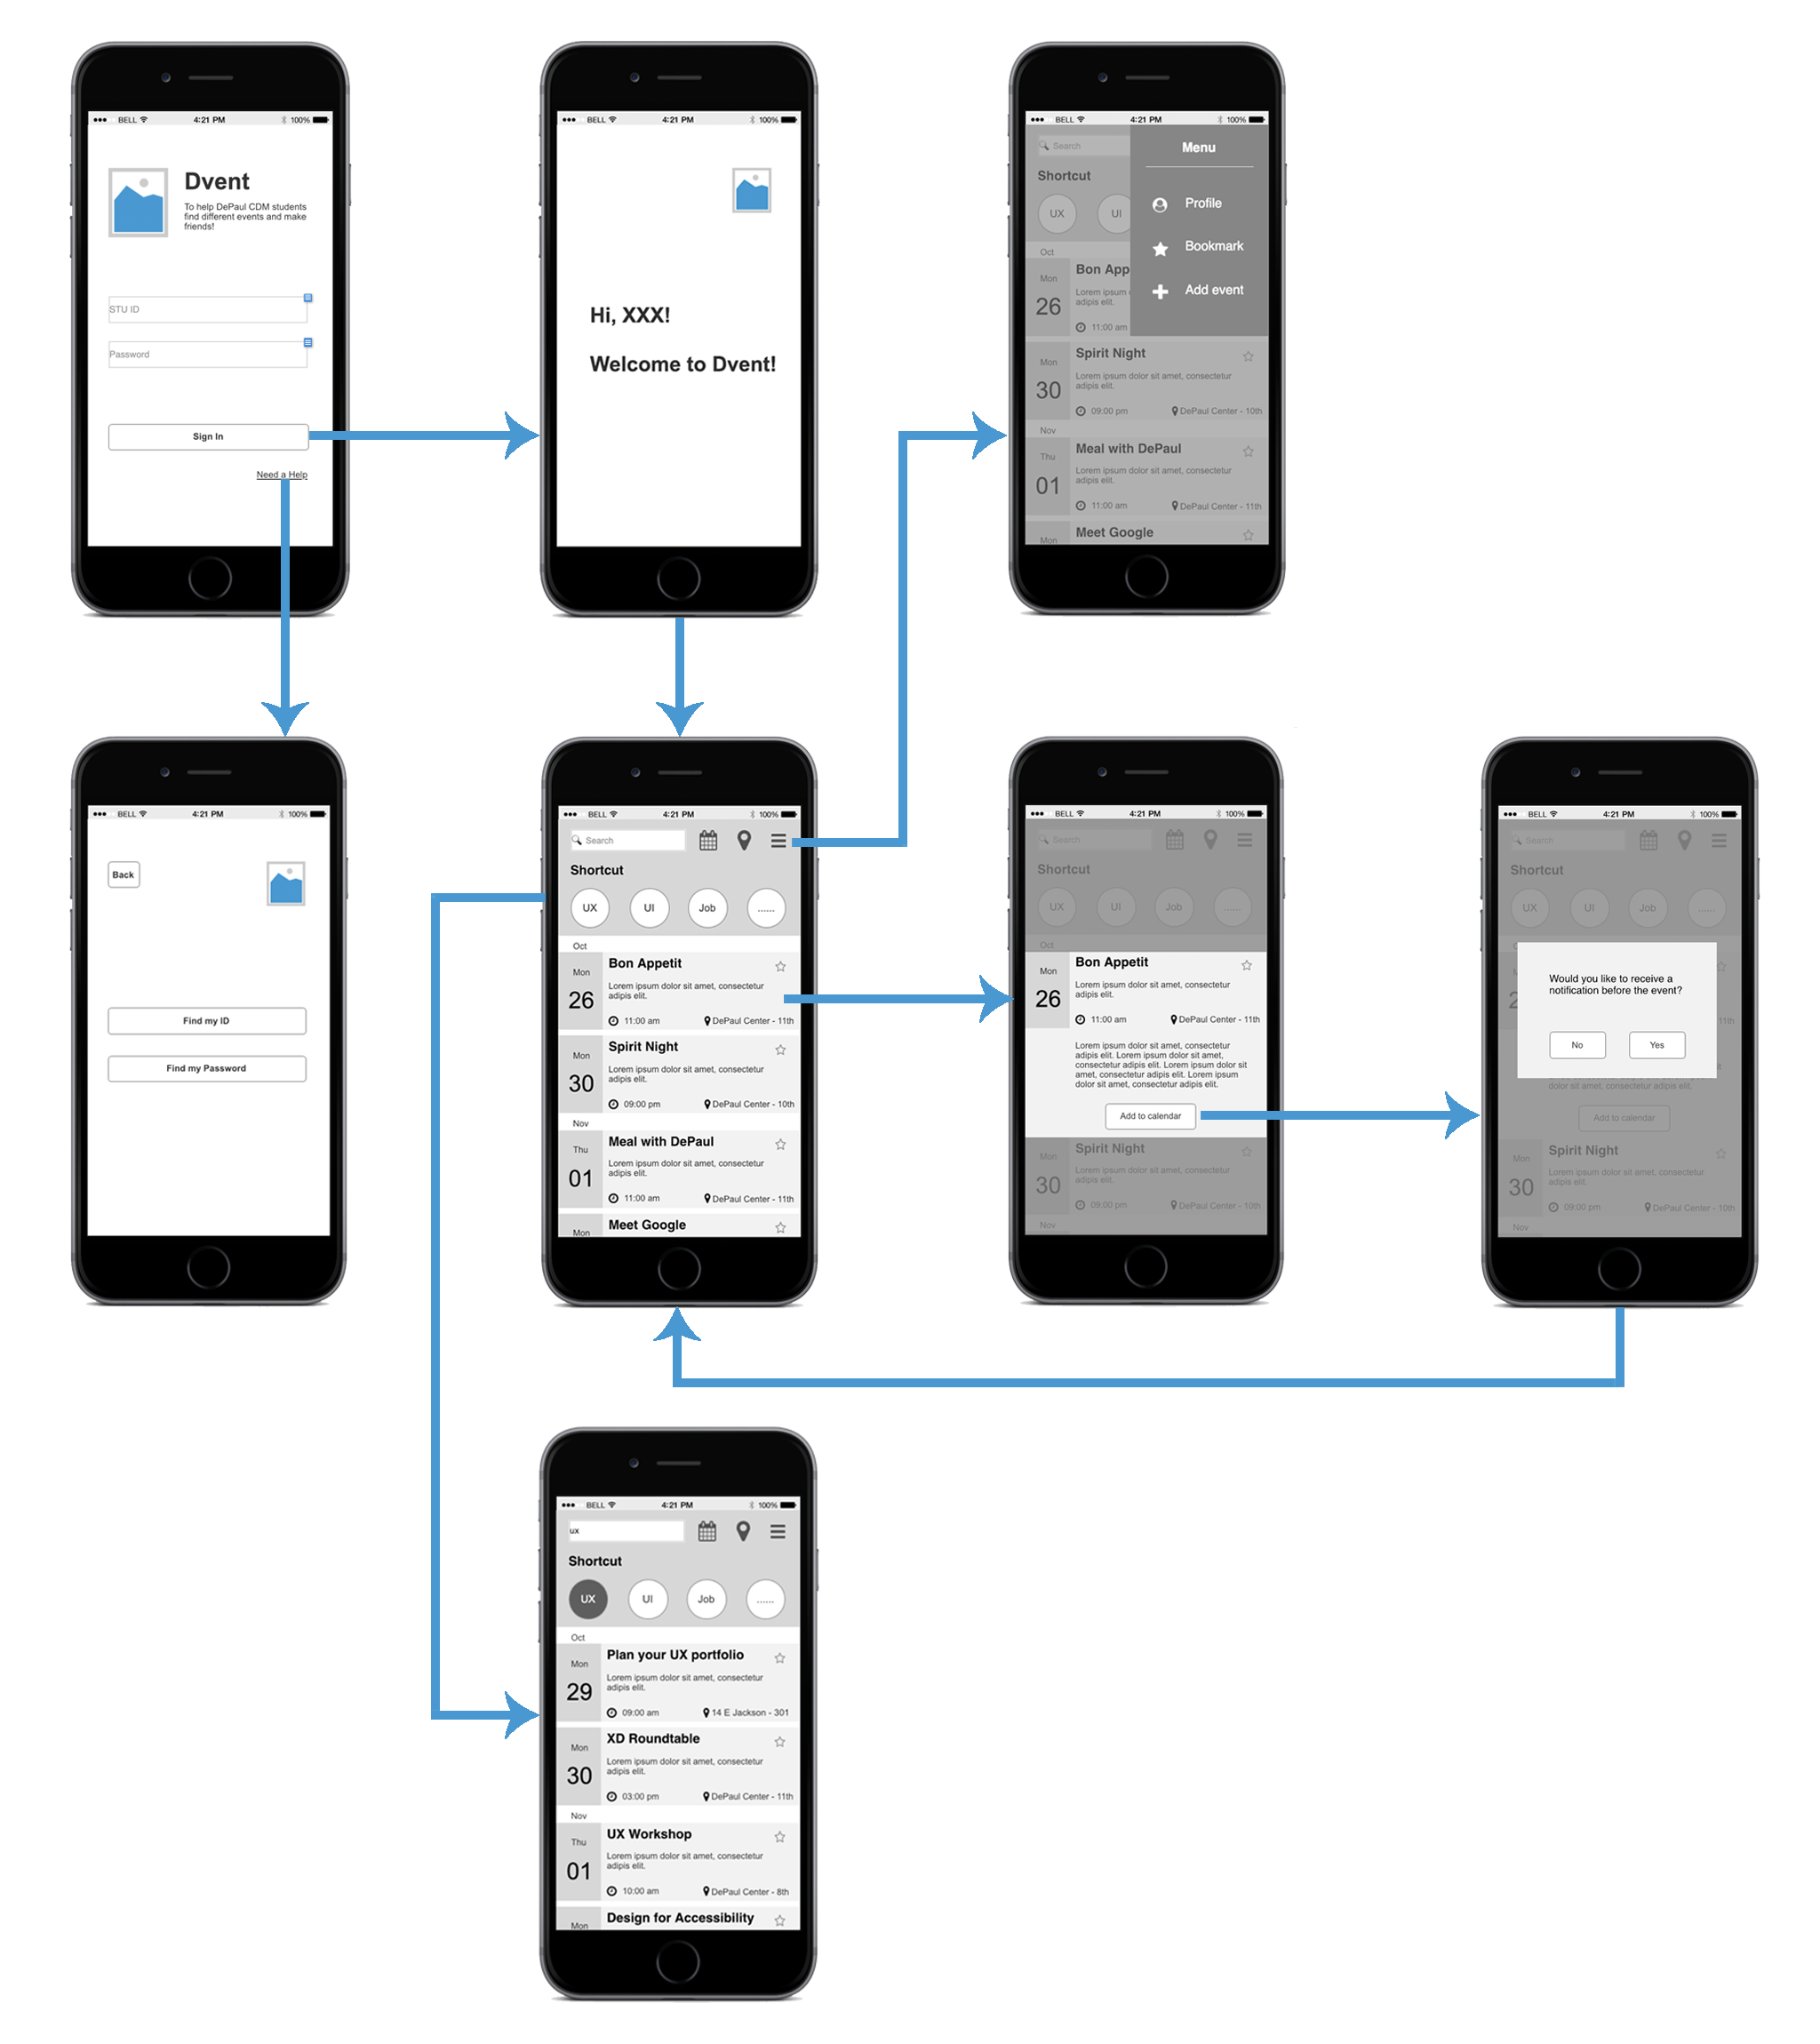 BELL 4:21 PM 100%
Dvent
To help DePaul CDM students
find different events and make
friends!
STU ID
Password
Sign In
Need a Help
BELL 4:21 PM 100%
Hi, XXX!
Welcome to Dvent!
BELL 4:21 PM 100%
Search
Shortcut
UX UI
Menu
Profile
Bookmark
Add event
Oct
Mon
26
Bon App
Lorem ipsum
adipis elit.
11:00 am
Mon
30
Spirit Night
Lorem ipsum dolor sit amet, consectetur
adipis elit.
09:00 pm DePaul Center - 10th
Nov
Thu
01
Meal with DePaul
Lorem ipsum dolor sit amet, consectetur
adipis elit.
11:00 am DePaul Center - 11th
Mon
Meet Google
BELL 4:21 PM 100%
Back
Find my ID
Find my Password
BELL 4:21 PM 100%
Search
Shortcut
UX UI Job ......
Oct
Mon
26
Bon Appetit
Lorem ipsum dolor sit amet, consectetur
adipis elit.
11:00 am DePaul Center - 11th
Mon
30
Spirit Night
Lorem ipsum dolor sit amet, consectetur
adipis elit.
09:00 pm DePaul Center - 10th
Nov
Thu
01
Meal with DePaul
Lorem ipsum dolor sit amet, consectetur
adipis elit.
11:00 am DePaul Center - 11th
Mon
Meet Google
BELL 4:21 PM 100%
Search
Shortcut
UX UI Job ......
Oct
Mon
26
Bon Appetit
Lorem ipsum dolor sit amet, consectetur
adipis elit.
11:00 am DePaul Center - 11th
Lorem ipsum dolor sit amet, consectetur
adipis elit. Lorem ipsum dolor sit amet,
consectetur adipis elit. Lorem ipsum dolor sit
amet, consectetur adipis elit. Lorem ipsum
dolor sit amet, consectetur adipis elit.
Add to calendar
Mon
30
Spirit Night
Lorem ipsum dolor sit amet, consectetur
adipis elit.
09:00 pm DePaul Center - 10th
Nov
BELL 4:21 PM 100%
Search
Shortcut
UX UI Job ......
Would you like to receive a
notification before the event?
No Yes
11th
dolor sit amet, consectetur adipis elit.
Add to calendar
Mon
30
Spirit Night
Lorem ipsum dolor sit amet, consectetur
adipis elit.
09:00 pm DePaul Center - 10th
Nov
BELL 4:21 PM 100%
ux
Shortcut
UX UI Job ......
Oct
Mon
29
Plan your UX portfolio
Lorem ipsum dolor sit amet, consectetur
adipis elit.
09:00 am 14 E Jackson - 301
Mon
30
XD Roundtable
Lorem ipsum dolor sit amet, consectetur
adipis elit.
03:00 pm DePaul Center - 11th
Nov
Thu
01
UX Workshop
Lorem ipsum dolor sit amet, consectetur
adipis elit.
10:00 am DePaul Center - 8th
Mon
Design for Accessibility